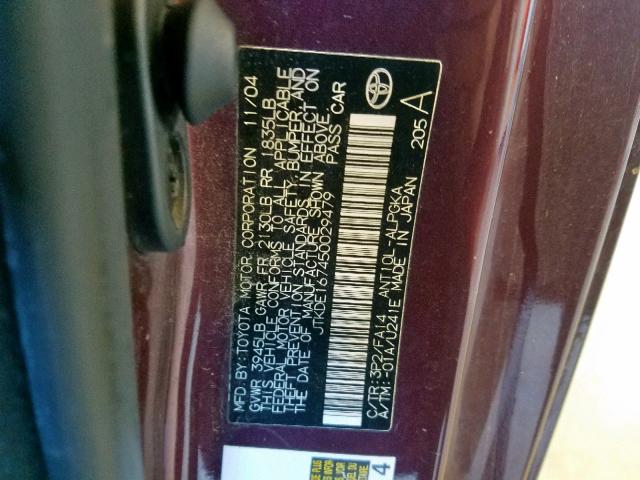 MFD BY: TOYOTA MOTOR CORPORATION 11/04
GVWR 3945LB GAWR FR 2130LB RR 1835LB
THIS VEHICLE CONFORMS TO ALL APPLICABLE
FEDERAL MOTOR VEHICLE SAFETY, BUMPER, AND
THEFT PREVENTION STANDARDS IN EFFECT ON
THE DATE OF MANUFACTURE SHOWN ABOVE.
JTKDE167450029479 PASS CAR
C/TR: 3P2/FA14 ANT10L-ALPGKA 205 A
A/TM: -01A/U241E MADE IN JAPAN
4